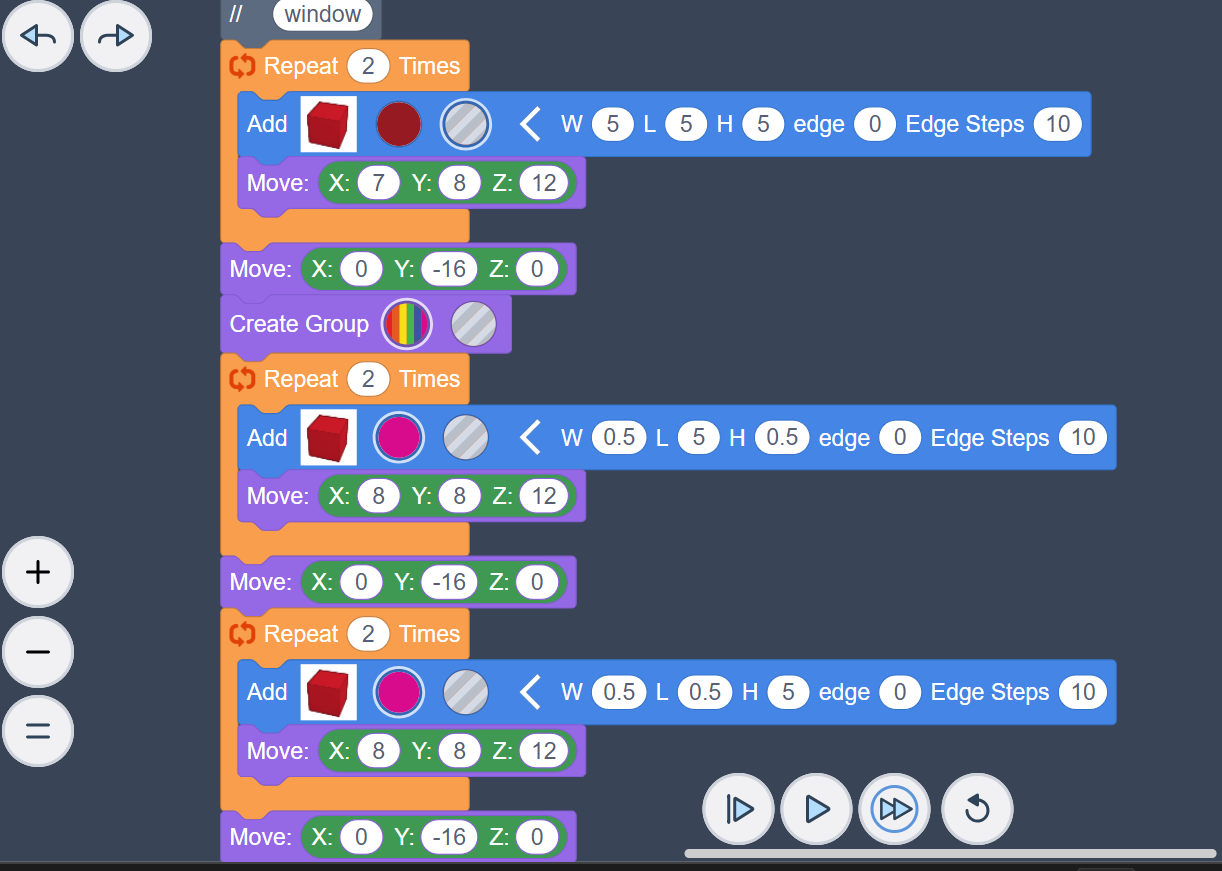 // window
Repeat 2 Times
Add W 5 L 5 H 5 edge 0 Edge Steps 10
Move: X: 7 Y: 8 Z: 12
Move: X: 0 Y: -16 Z: 0
Create Group
Repeat 2 Times
Add W 0.5 L 5 H 0.5 edge 0 Edge Steps 10
Move: X: 8 Y: 8 Z: 12
Move: X: 0 Y: -16 Z: 0
Repeat 2 Times
Add W 0.5 L 0.5 H 5 edge 0 Edge Steps 10
Move: X: 8 Y: 8 Z: 12
Move: X: 0 Y: -16 Z: 0